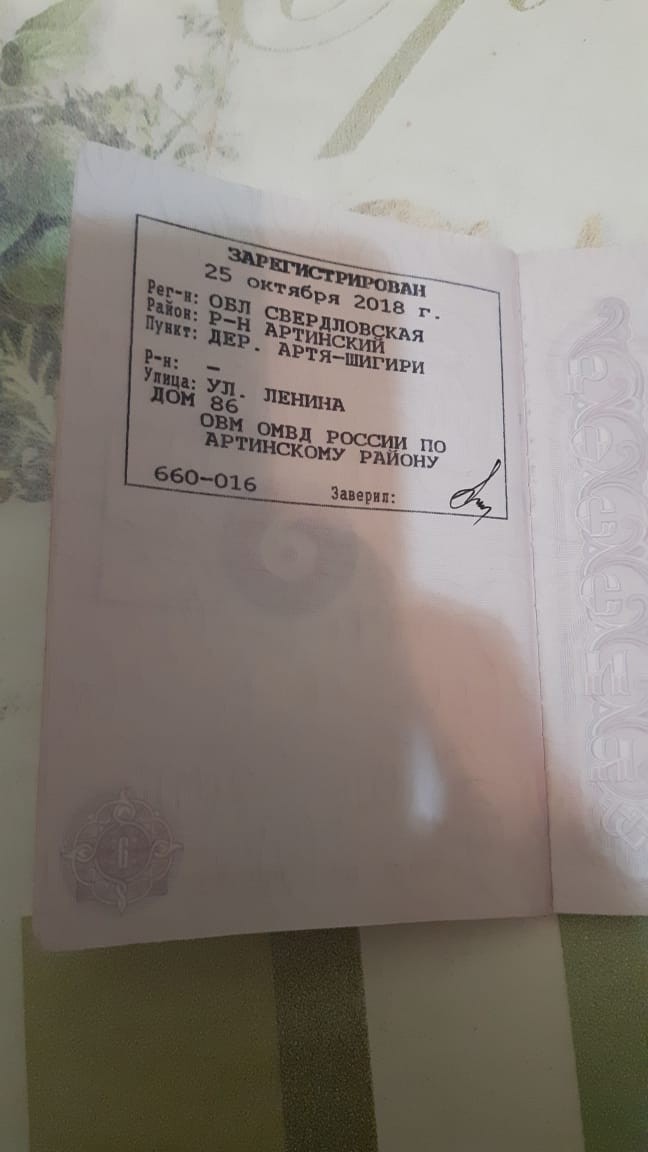 ЗАРЕГИСТРИРОВАН
25 октября 2018 г.
Рег-н: ОБЛ СВЕРДЛОВСКАЯ
Район: Р-Н АРТИНСКИЙ
Пункт: ДЕР. АРТЯ-ШИГИРИ
Р-н: –
Улица: УЛ. ЛЕНИНА
ДОМ 86
ОВМ ОМВД РОССИИ ПО
АРТИНСКОМУ РАЙОНУ
660-016 Заверил:
6